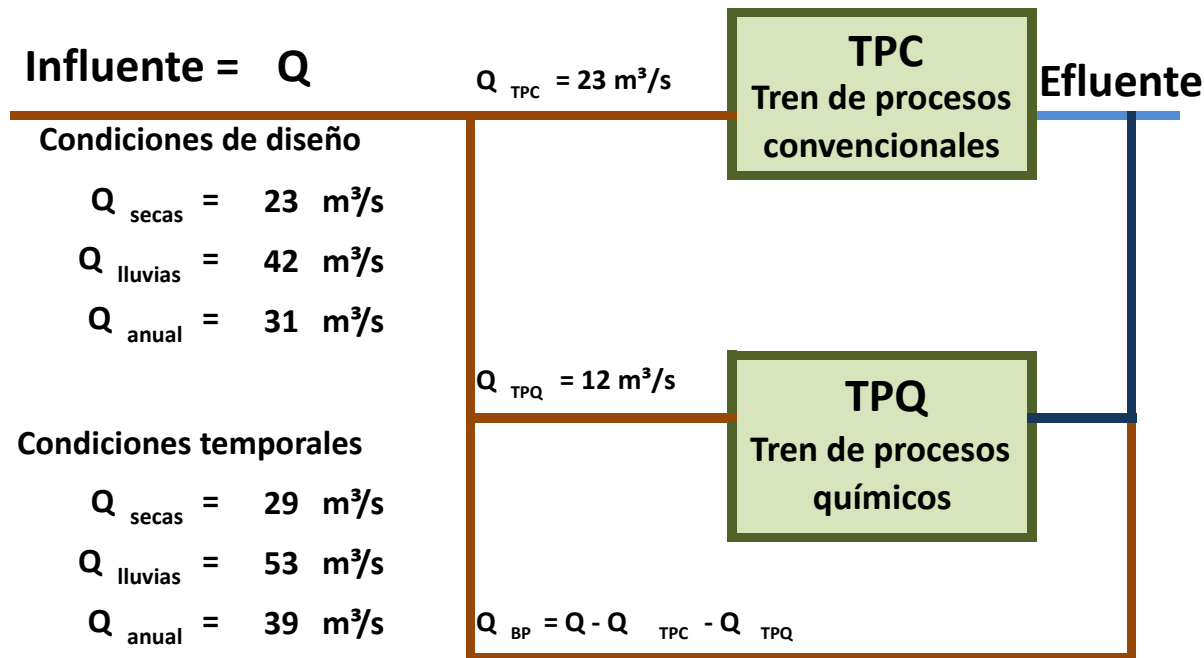 Influente = Q
Condiciones de diseño
Q secas = 23 m³/s
Q lluvias = 42 m³/s
Q anual = 31 m³/s
Condiciones temporales
Q secas = 29 m³/s
Q lluvias = 53 m³/s
Q anual = 39 m³/s
Q TPC = 23 m³/s
TPC
Tren de procesos
convencionales
Efluente
Q TPQ = 12 m³/s
TPQ
Tren de procesos
químicos
Q BP = Q - Q TPC - Q TPQ